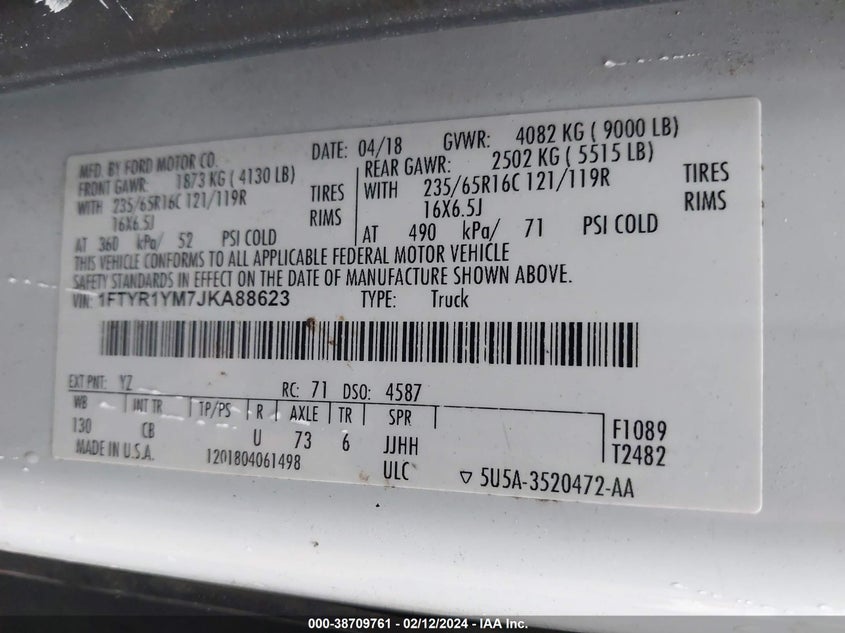 MFD. BY FORD MOTOR CO. DATE: 04/18 GVWR: 4082 KG ( 9000 LB)
FRONT GAWR: 1873 KG ( 4130 LB) REAR GAWR: 2502 KG ( 5515 LB)
WITH 235/65R16C 121/119R TIRES WITH 235/65R16C 121/119R TIRES
16X6.5J RIMS 16X6.5J RIMS
AT 360 kPa/ 52 PSI COLD AT 490 kPa/ 71 PSI COLD
THIS VEHICLE CONFORMS TO ALL APPLICABLE FEDERAL MOTOR VEHICLE
SAFETY STANDARDS IN EFFECT ON THE DATE OF MANUFACTURE SHOWN ABOVE.
VIN: 1FTYR1YM7JKA88623 TYPE: Truck
EXT PNT: YZ RC: 71 DSO: 4587
WB INT TR TP/PS R AXLE TR SPR F1089
130 CB U 73 6 JJHH T2482
MADE IN U.S.A. 1201804061498 ULC ▽ 5U5A-3520472-AA
000-38709761 - 02/12/2024 - IAA Inc.